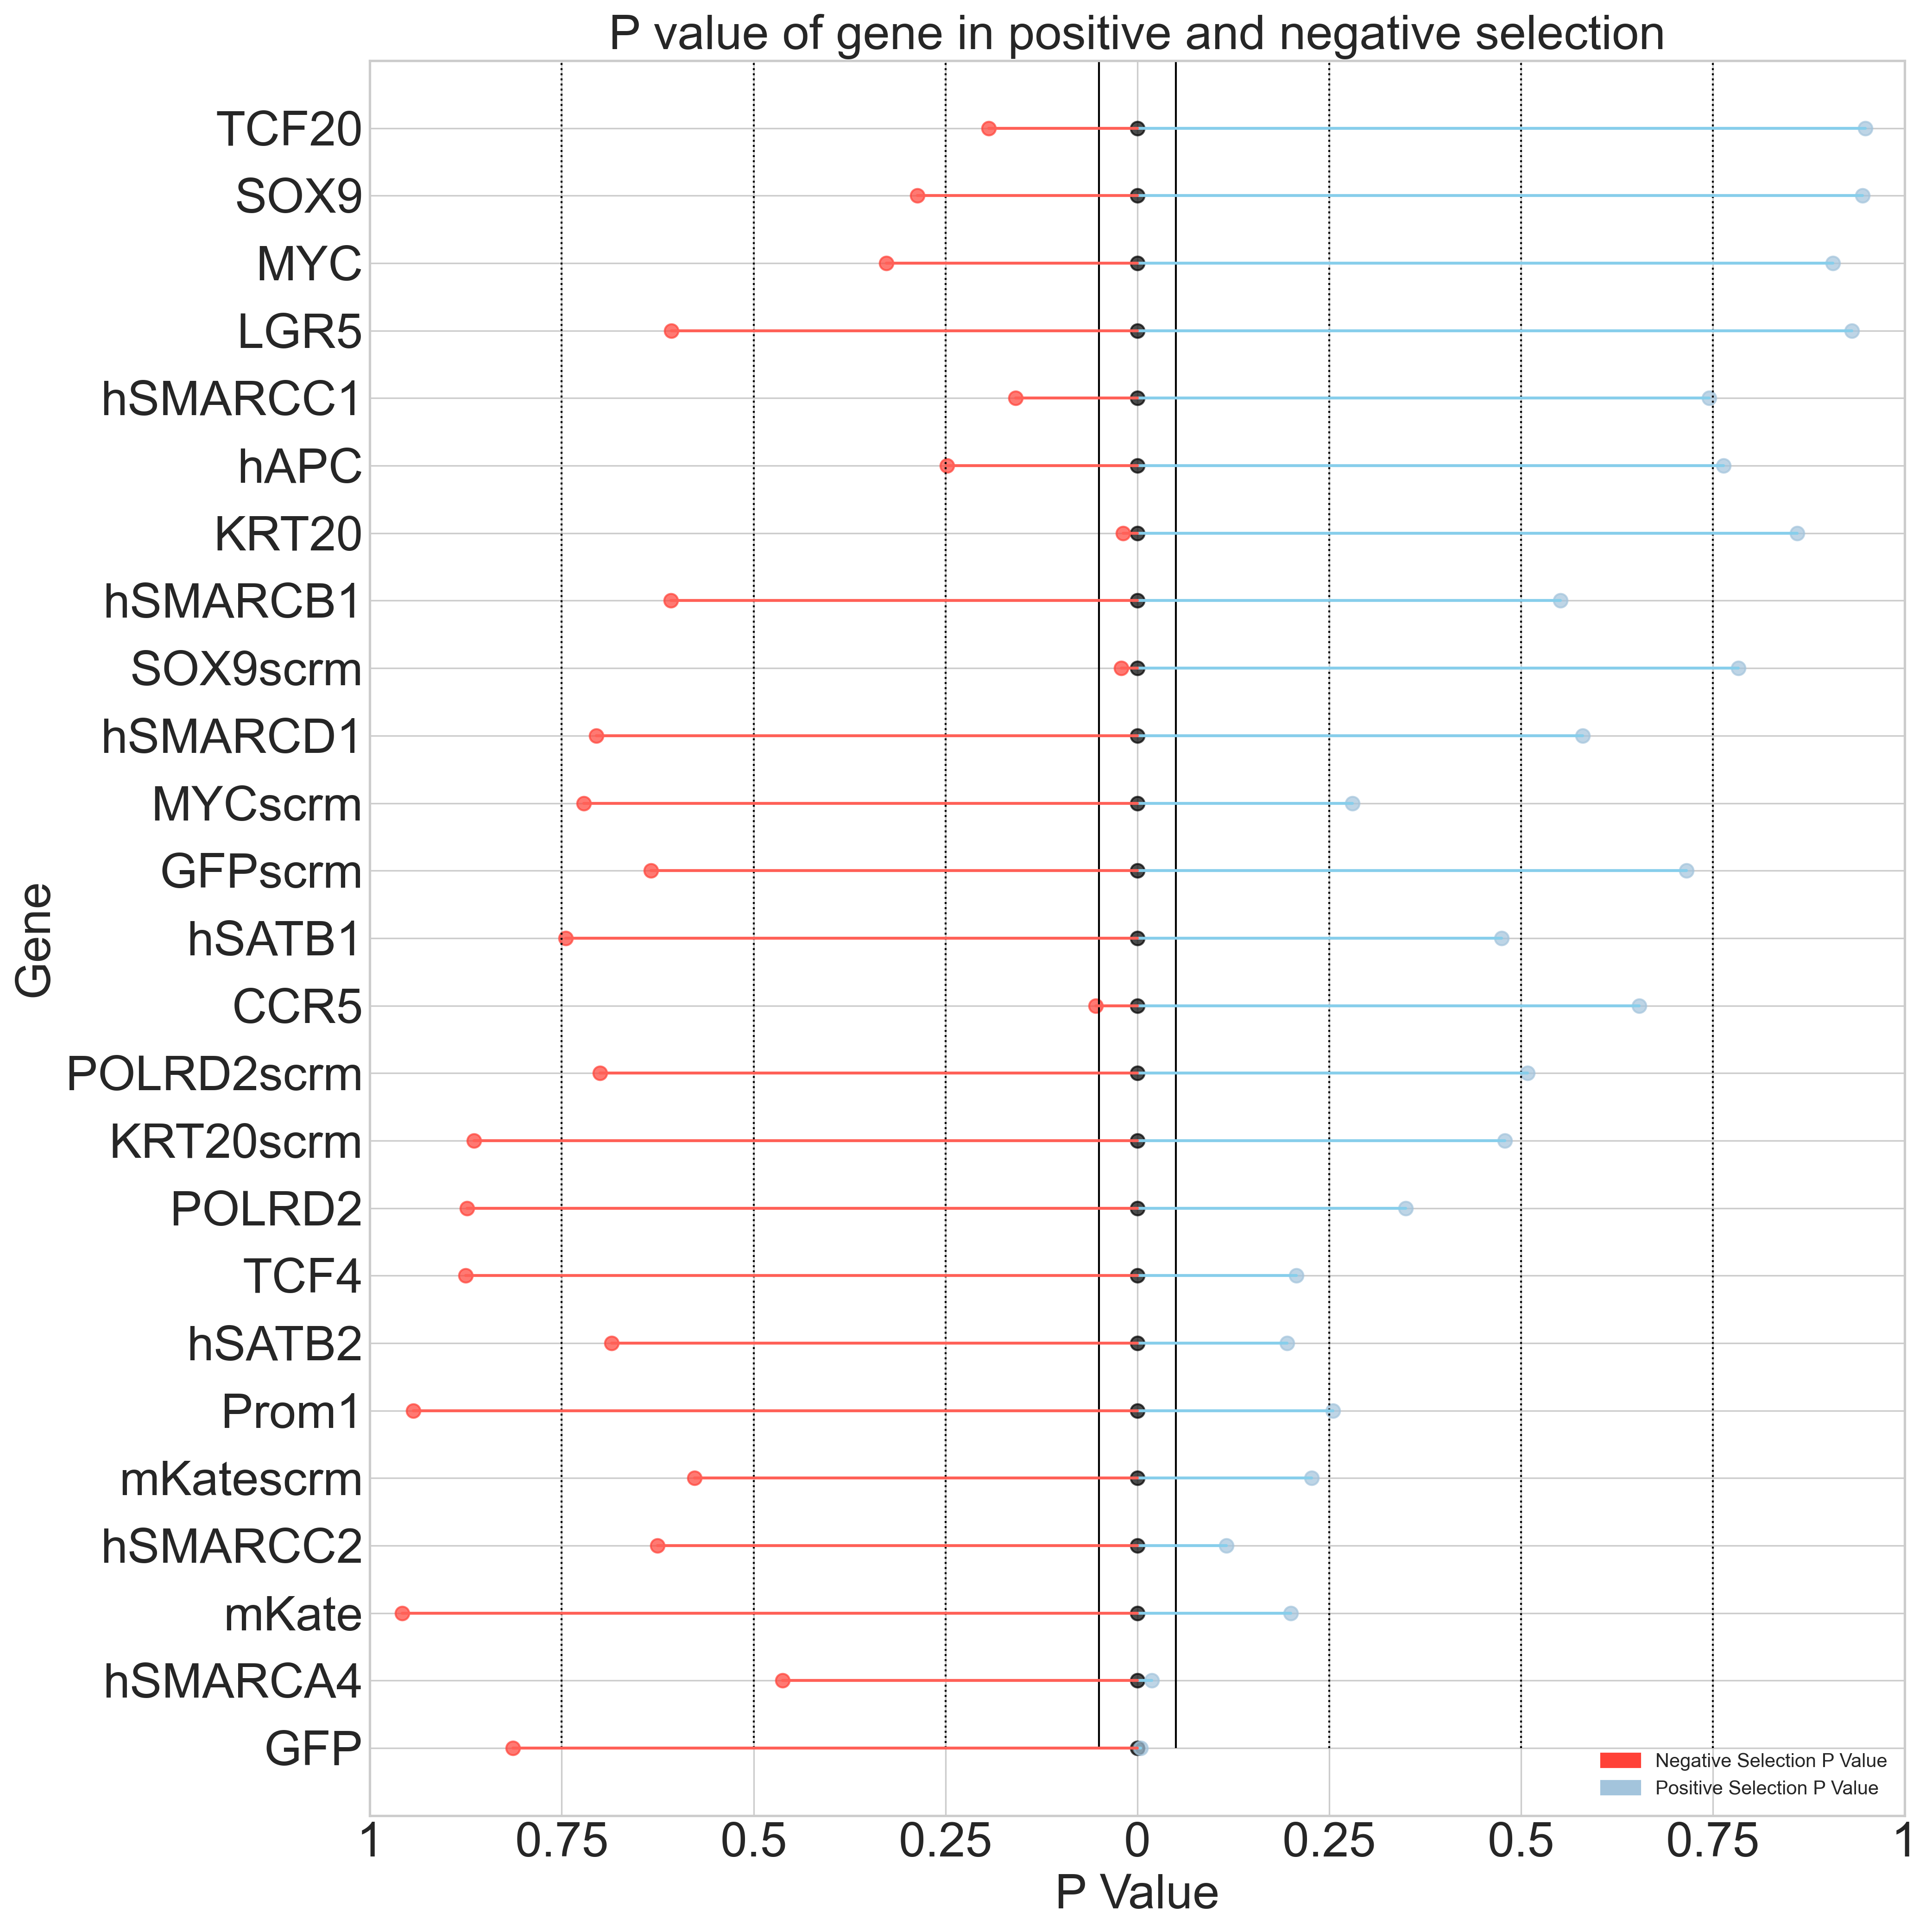 P value of gene in positive and negative selection
TCF20
SOX9
MYC
LGR5
hSMARCC1
hAPC
KRT20
hSMARCB1
SOX9scrm
hSMARCD1
MYCscrm
GFPscrm
hSATB1
CCR5
POLRD2scrm
KRT20scrm
POLRD2
TCF4
hSATB2
Prom1
mKatescrm
hSMARCC2
mKate
hSMARCA4
GFP
Gene
Negative Selection P Value
Positive Selection P Value
1 0.75 0.5 0.25 0 0.25 0.5 0.75 1
P Value